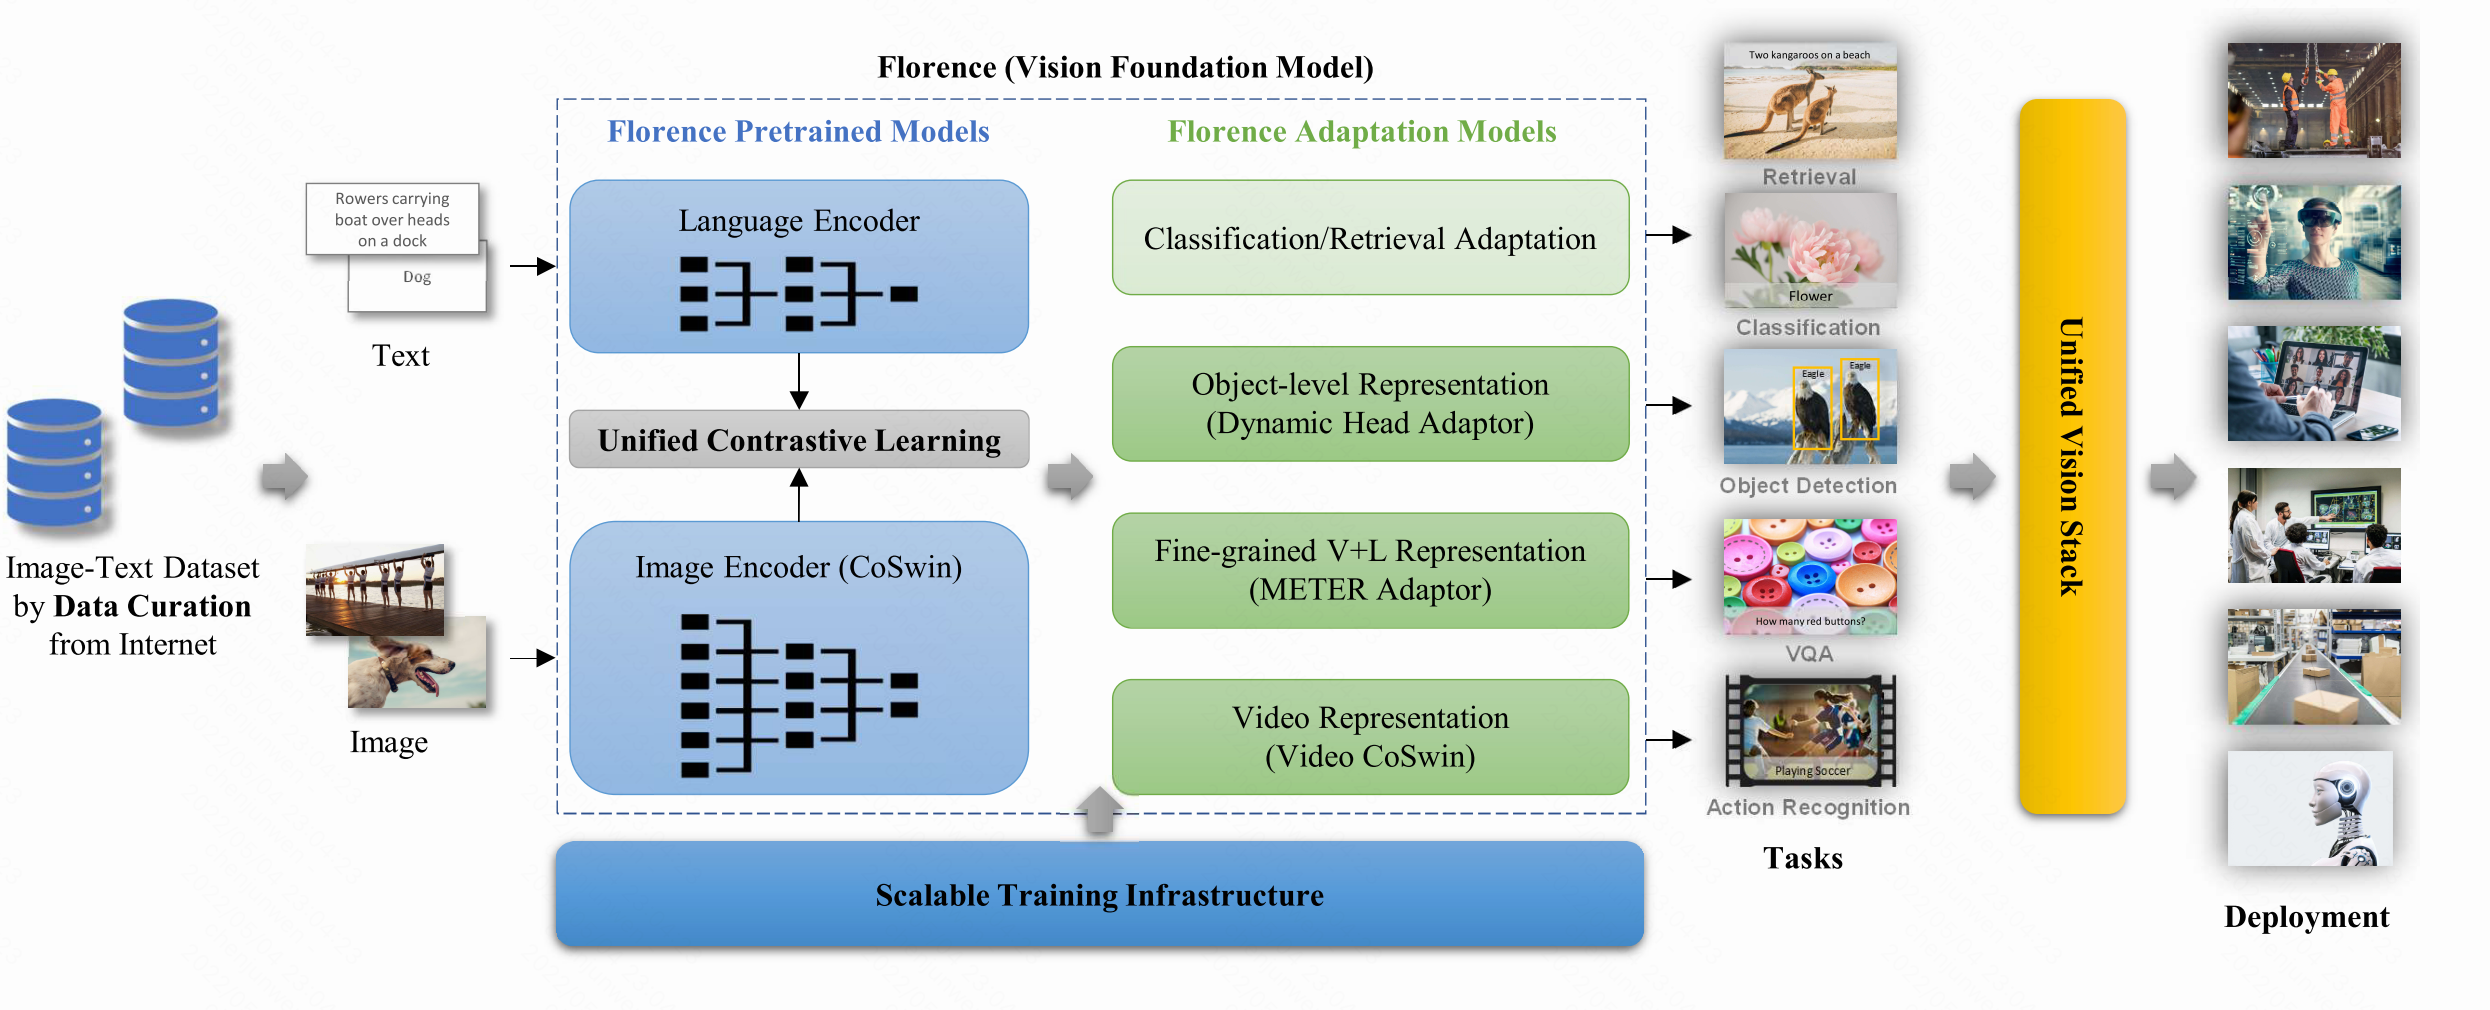 Florence (Vision Foundation Model)
Florence Pretrained Models
Florence Adaptation Models
Image-Text Dataset
by Data Curation
from Internet
Rowers carrying
boat over heads
on a dock
Dog
Text
Image
Language Encoder
Unified Contrastive Learning
Image Encoder (CoSwin)
Classification/Retrieval Adaptation
Object-level Representation
(Dynamic Head Adaptor)
Fine-grained V+L Representation
(METER Adaptor)
Video Representation
(Video CoSwin)
Scalable Training Infrastructure
Two kangaroos on a beach
Retrieval
Flower
Classification
Eagle
Eagle
Object Detection
How many red buttons?
VQA
Playing Soccer
Action Recognition
Tasks
Unified Vision Stack
Deployment